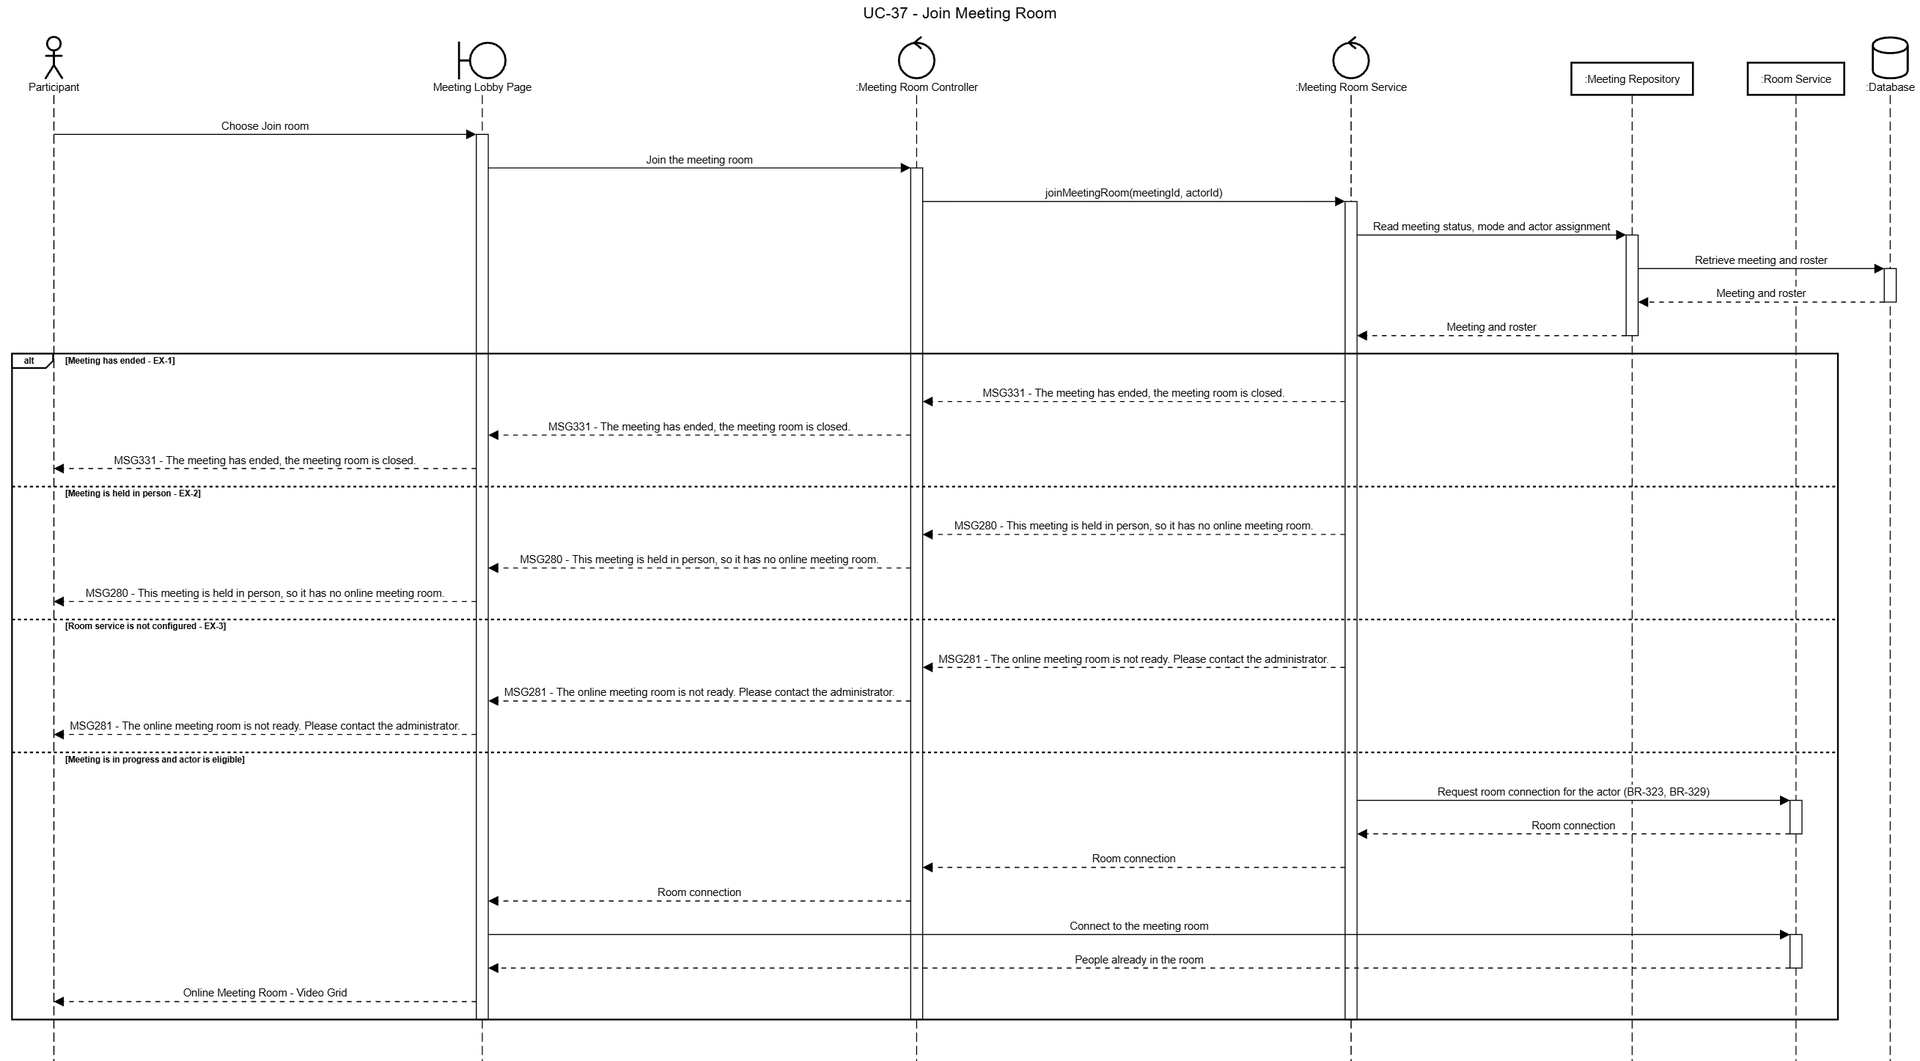 UC-37 - Join Meeting Room
Participant
Meeting Lobby Page
:Meeting Room Controller
:Meeting Room Service
:Meeting Repository
:Room Service
:Database
Choose Join room
Join the meeting room
joinMeetingRoom(meetingId, actorId)
Read meeting status, mode and actor assignment
Retrieve meeting and roster
Meeting and roster
Meeting and roster
alt
[Meeting has ended - EX-1]
MSG331 - The meeting has ended, the meeting room is closed.
MSG331 - The meeting has ended, the meeting room is closed.
MSG331 - The meeting has ended, the meeting room is closed.
[Meeting is held in person - EX-2]
MSG280 - This meeting is held in person, so it has no online meeting room.
MSG280 - This meeting is held in person, so it has no online meeting room.
MSG280 - This meeting is held in person, so it has no online meeting room.
[Room service is not configured - EX-3]
MSG281 - The online meeting room is not ready. Please contact the administrator.
MSG281 - The online meeting room is not ready. Please contact the administrator.
MSG281 - The online meeting room is not ready. Please contact the administrator.
[Meeting is in progress and actor is eligible]
Request room connection for the actor (BR-323, BR-329)
Room connection
Room connection
Room connection
Connect to the meeting room
People already in the room
Online Meeting Room - Video Grid